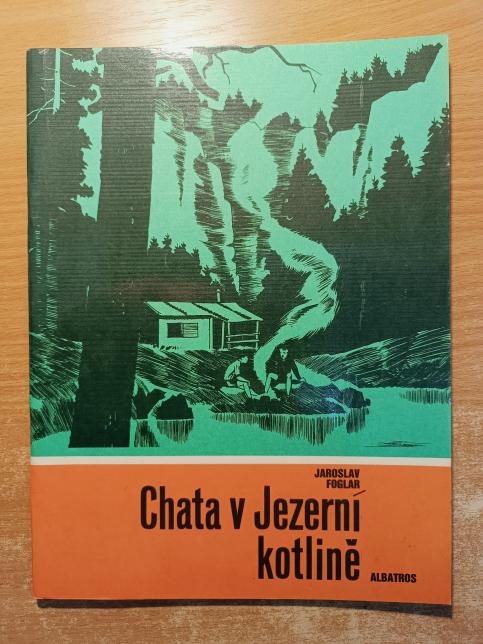 JAROSLAV
FOGLAR
Chata v Jezerní
kotlině
ALBATROS